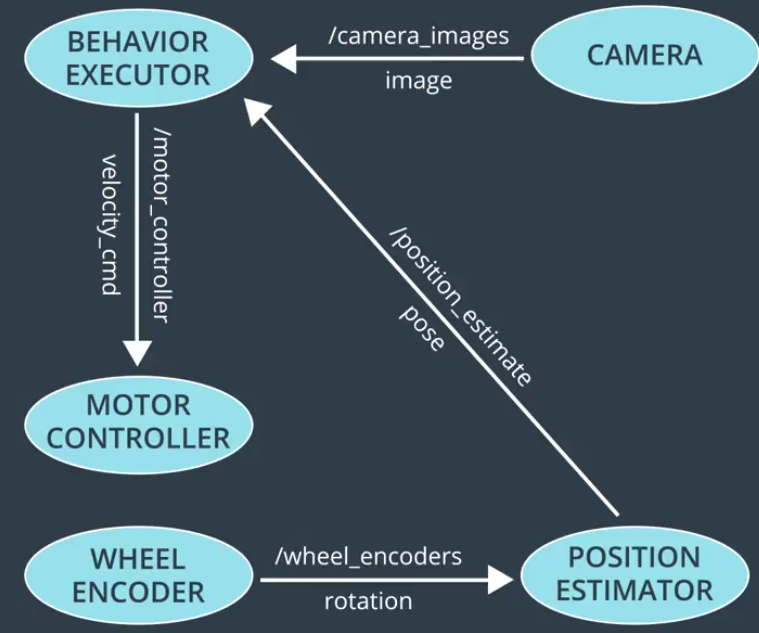 BEHAVIOR
EXECUTOR
/camera_images
image
CAMERA
/motor_controller
velocity_cmd
/position_estimate
pose
MOTOR
CONTROLLER
WHEEL
ENCODER
/wheel_encoders
rotation
POSITION
ESTIMATOR